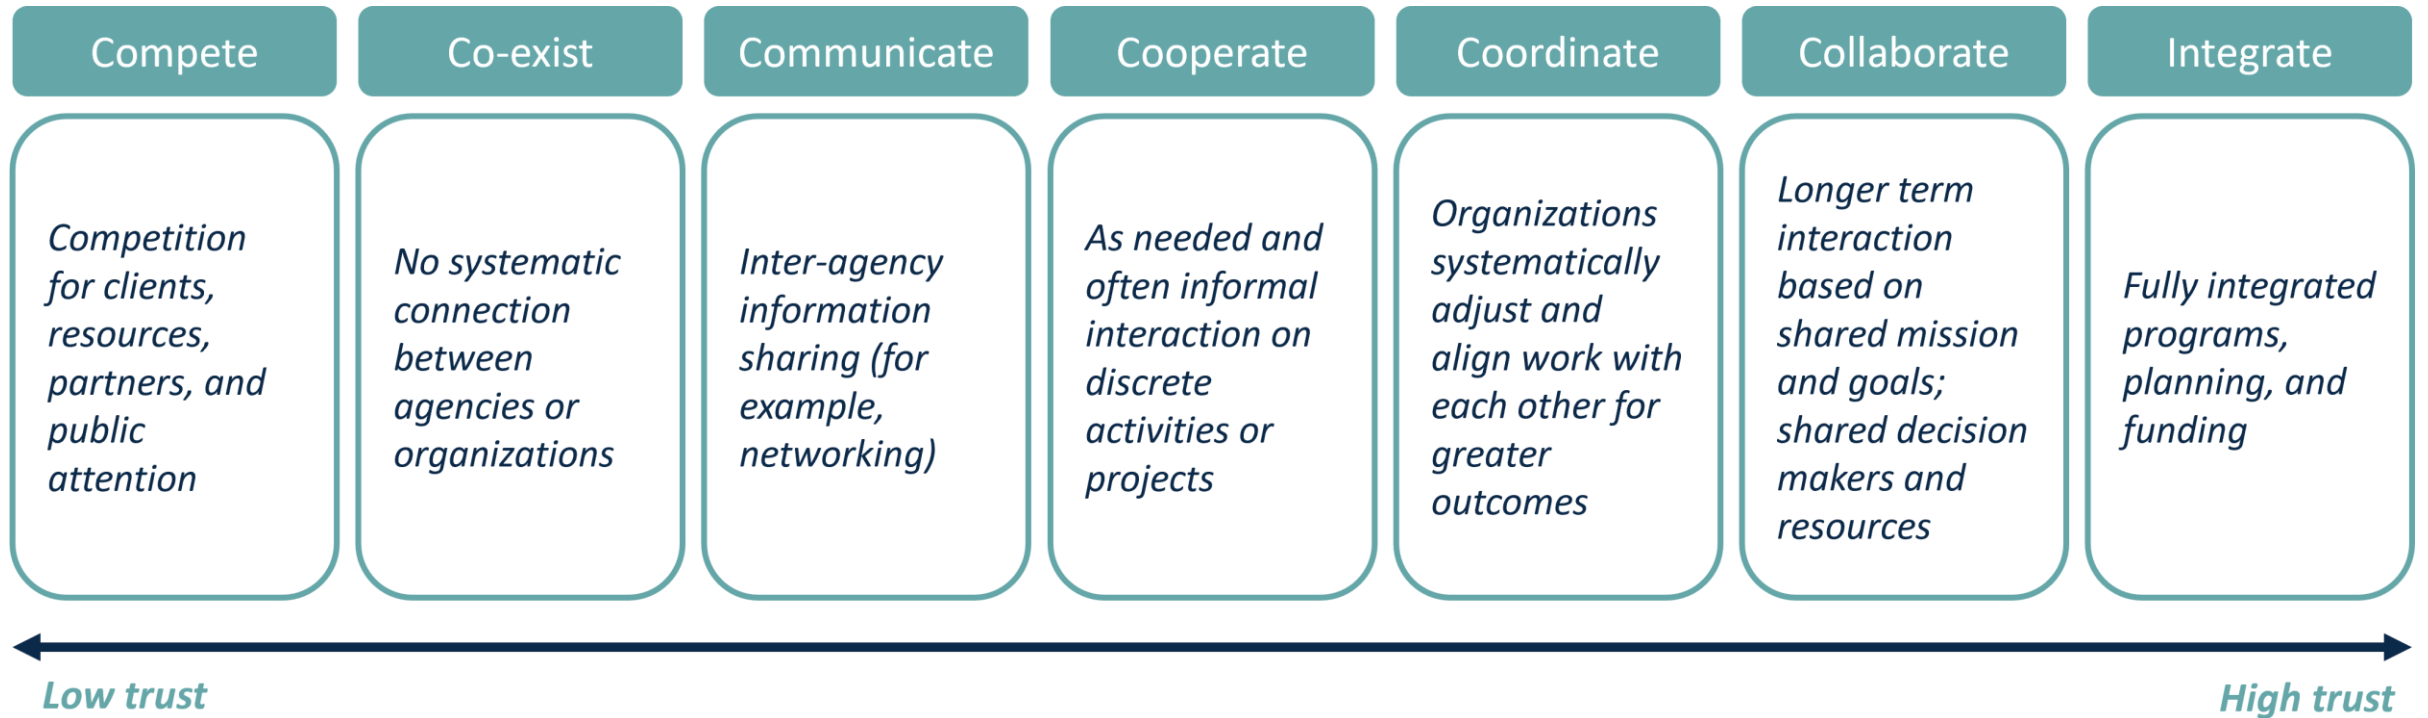 Compete
Co-exist
Communicate
Cooperate
Coordinate
Collaborate
Integrate
Competition
for clients,
resources,
partners, and
public
attention
No systematic
connection
between
agencies or
organizations
Inter-agency
information
sharing (for
example,
networking)
As needed and
often informal
interaction on
discrete
activities or
projects
Organizations
systematically
adjust and
align work with
each other for
greater
outcomes
Longer term
interaction
based on
shared mission
and goals;
shared decision
makers and
resources
Fully integrated
programs,
planning, and
funding
Low trust
High trust